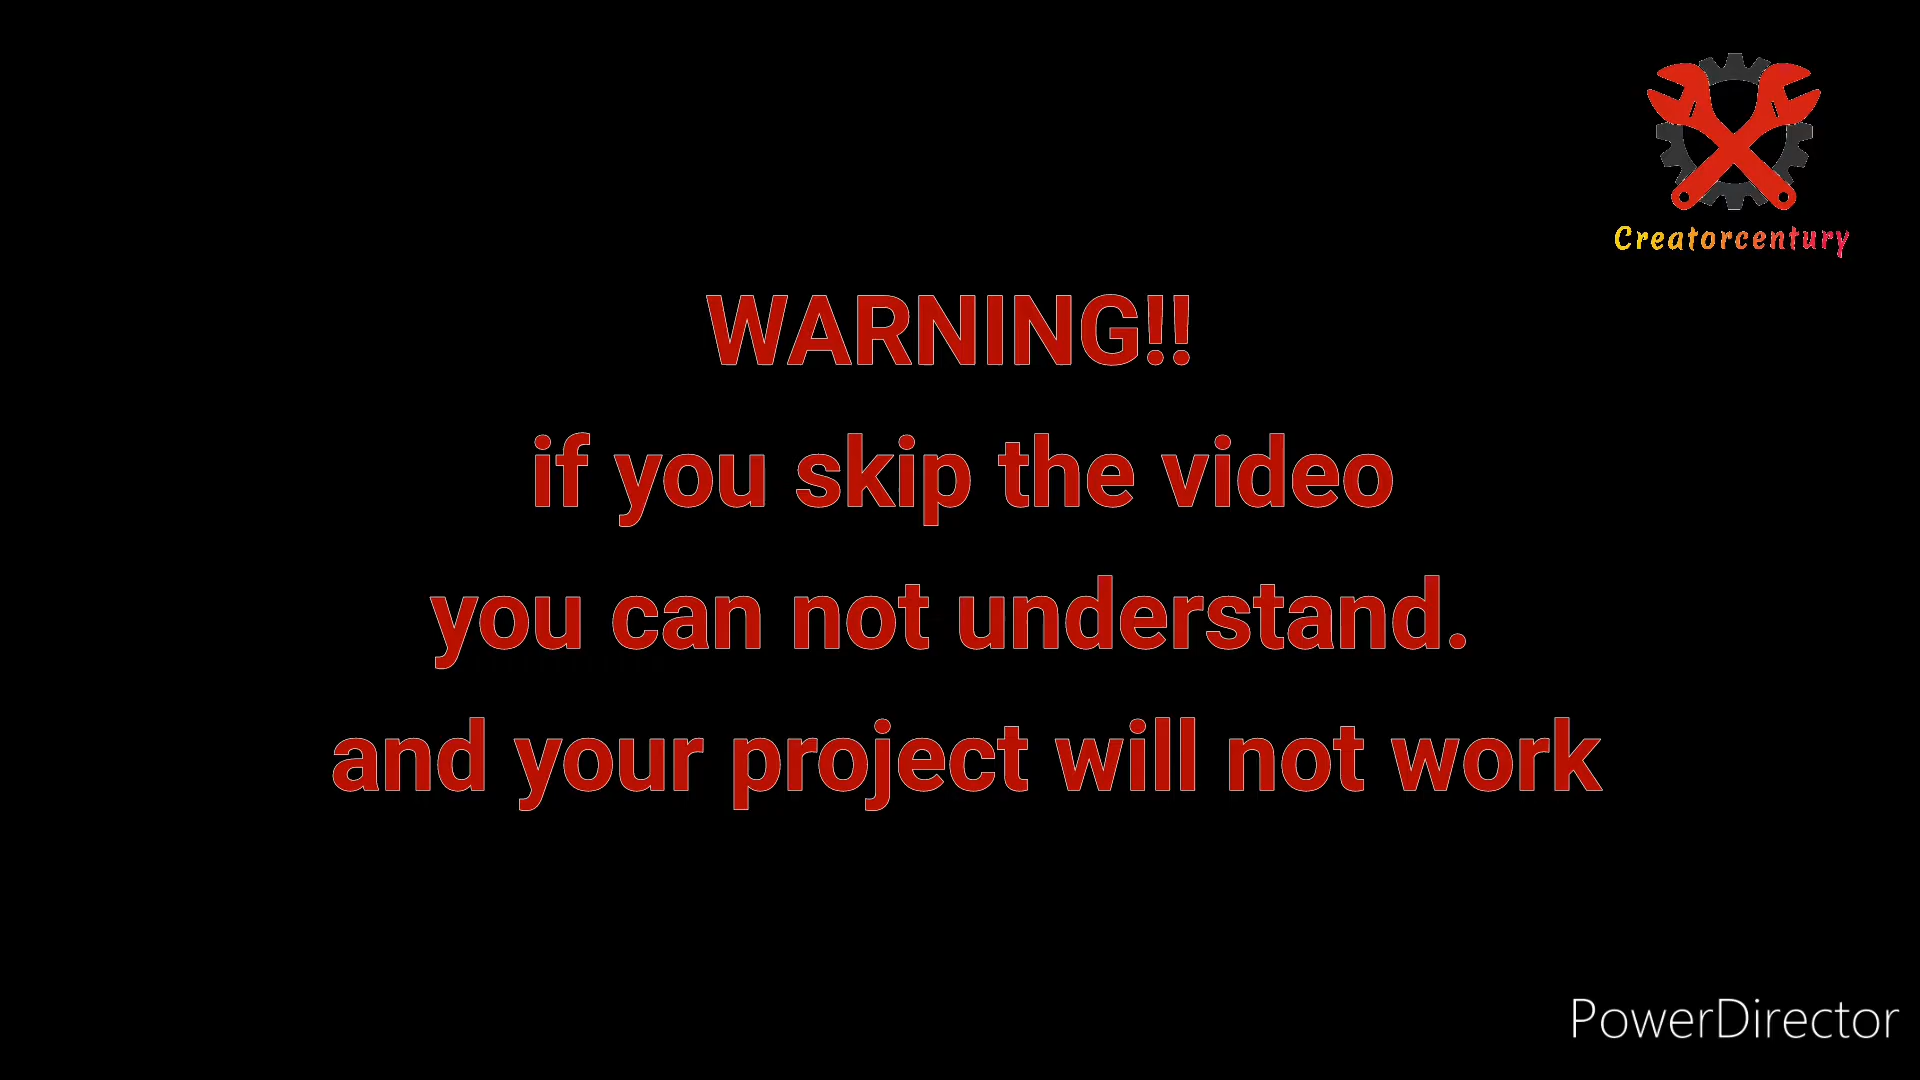 Creatorcentury
WARNING!!
if you skip the video
you can not understand.
and your project will not work
PowerDirector